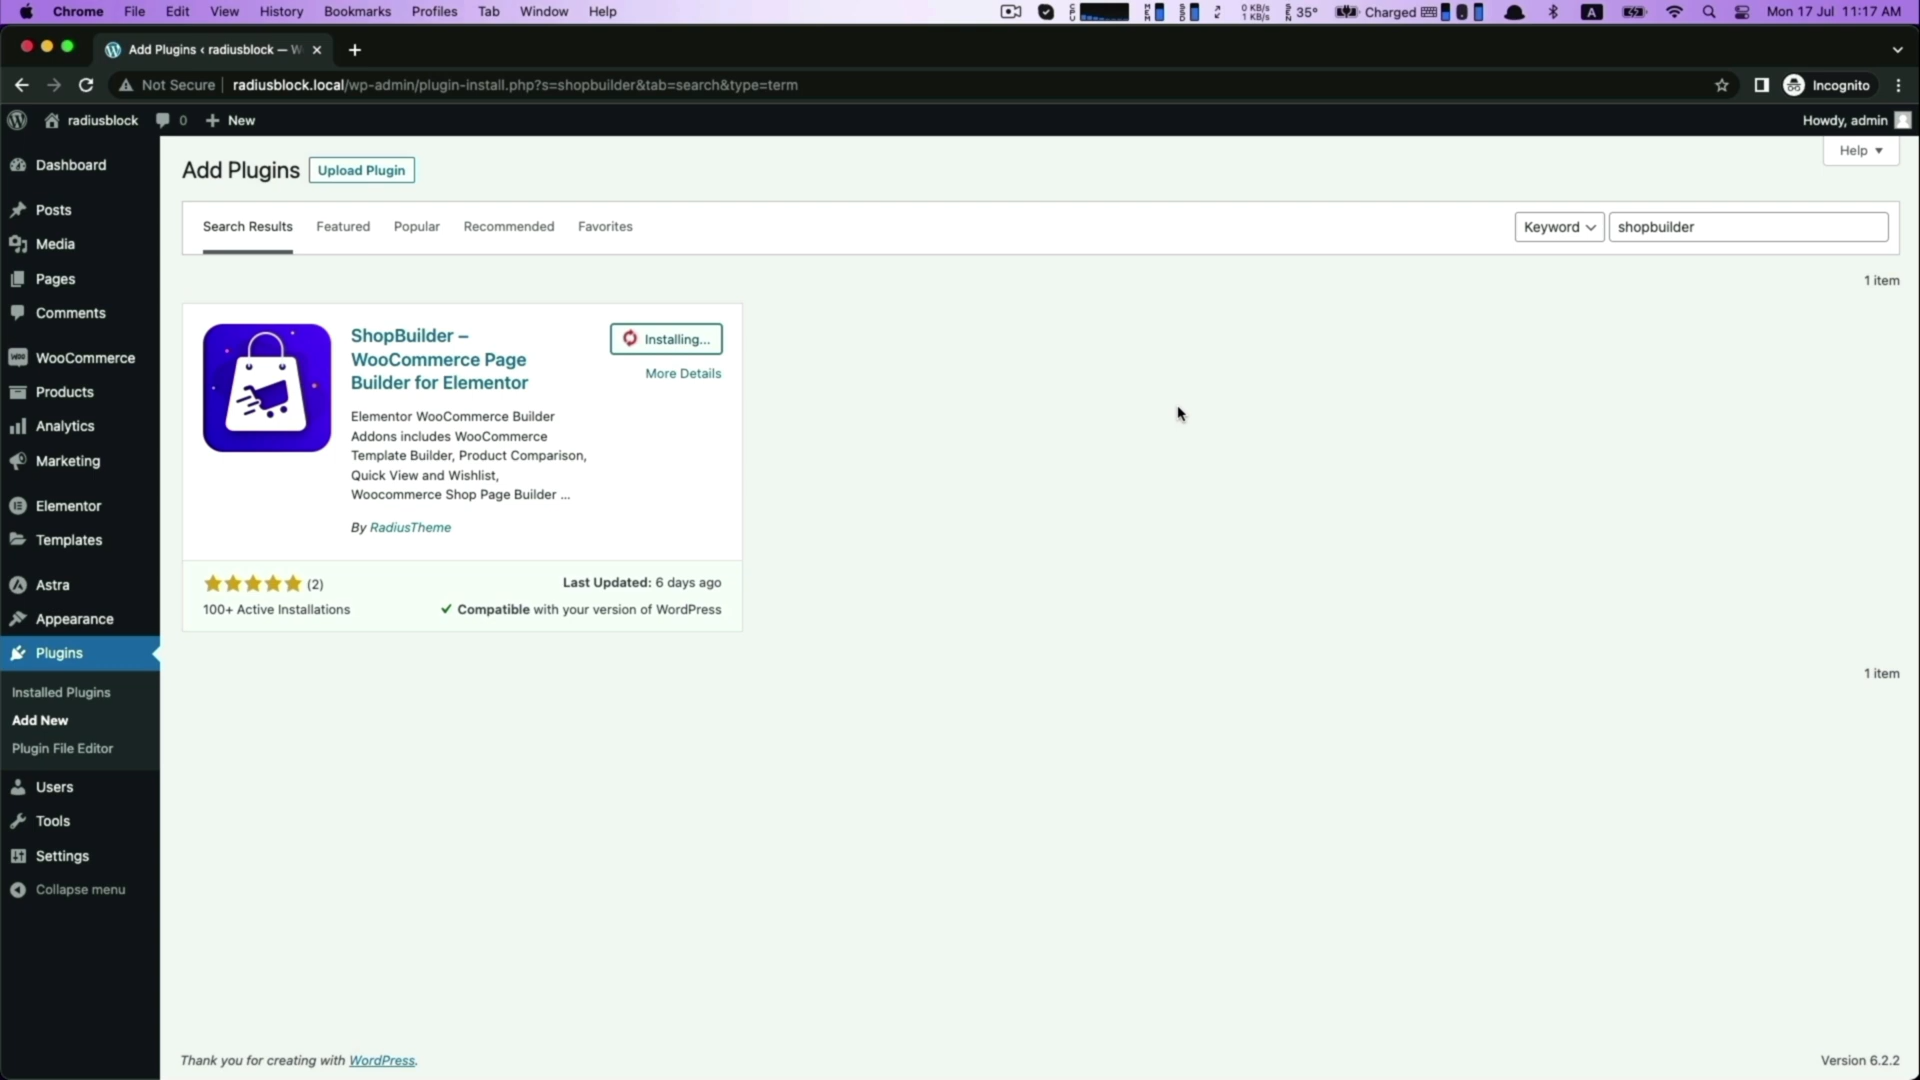 Chrome File Edit View History Bookmarks Profiles Tab Window Help 0 KB/s 1 KB/s 35° Charged A Mon 17 Jul 11:17 AM
Add Plugins ‹ radiusblock — W
Not Secure radiusblock.local/wp-admin/plugin-install.php?s=shopbuilder&tab=search&type=term Incognito
radiusblock 0 New Howdy, admin
Help
Add Plugins Upload Plugin
Search Results Featured Popular Recommended Favorites Keyword shopbuilder
1 item
Dashboard
Posts
Media
Pages
Comments
WooCommerce
Products
Analytics
Marketing
Elementor
Templates
Astra
Appearance
Plugins
Installed Plugins
Add New
Plugin File Editor
Users
Tools
Settings
Collapse menu
ShopBuilder –
WooCommerce Page
Builder for Elementor
Installing...
More Details
Elementor WooCommerce Builder
Addons includes WooCommerce
Template Builder, Product Comparison,
Quick View and Wishlist,
Woocommerce Shop Page Builder ...
By RadiusTheme
(2) Last Updated: 6 days ago
100+ Active Installations Compatible with your version of WordPress
1 item
Thank you for creating with WordPress. Version 6.2.2